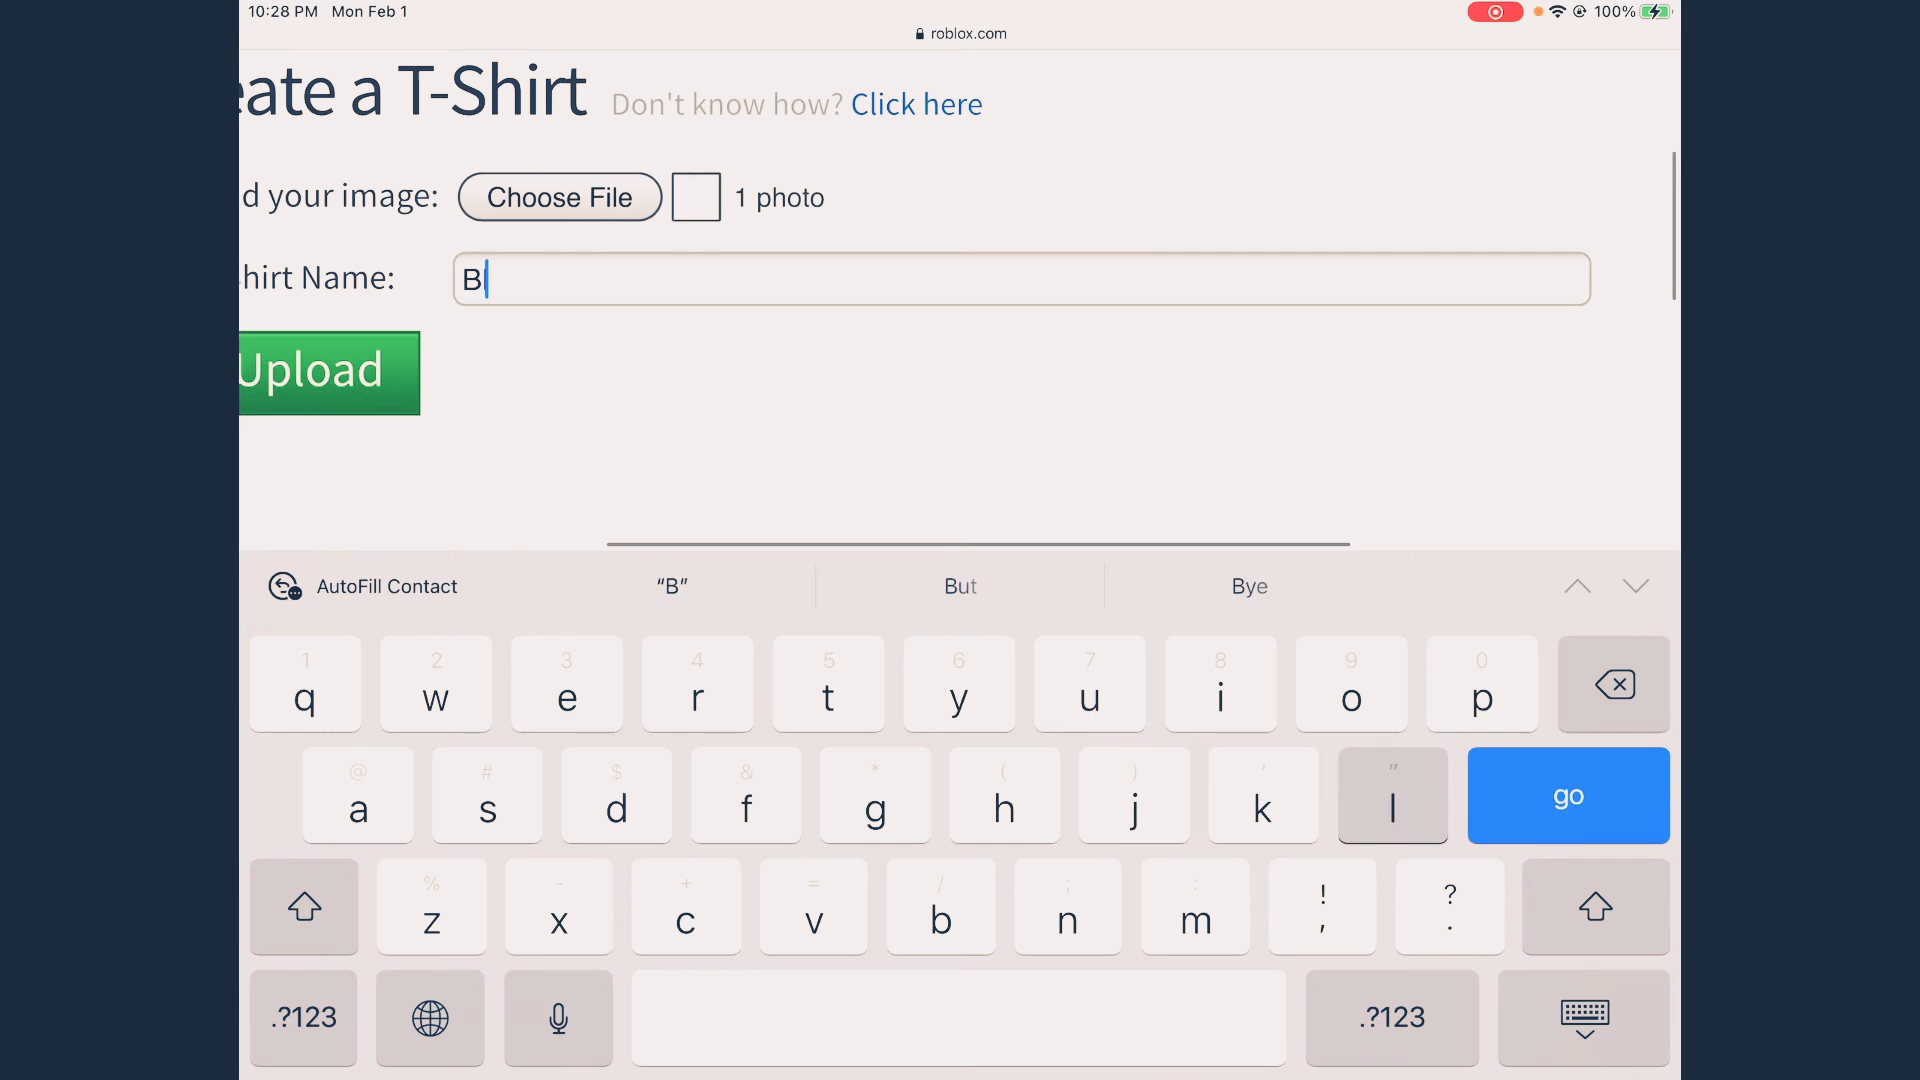 10:28 PM Mon Feb 1
100%
roblox.com
eate a T-Shirt Don't know how? Click here
d your image: Choose File 1 photo
hirt Name: B
Upload
AutoFill Contact “B” But Bye
1 2 3 4 5 6 7 8 9 0
q w e r t y u i o p
@ # $ & * ( ) ' "
a s d f g h j k l go
% - + = / ; : ! ?
z x c v b n m , .
.?123 .?123